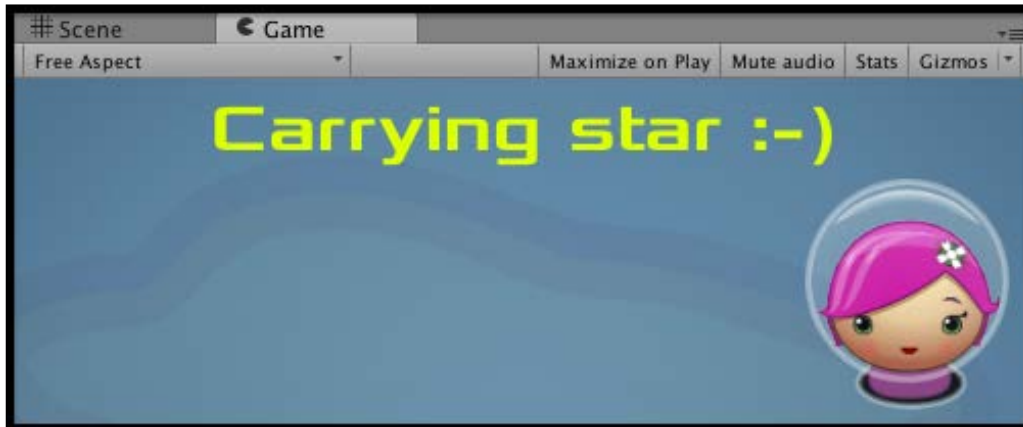 Scene Game
Free Aspect Maximize on Play Mute audio Stats Gizmos
Carrying star :-)